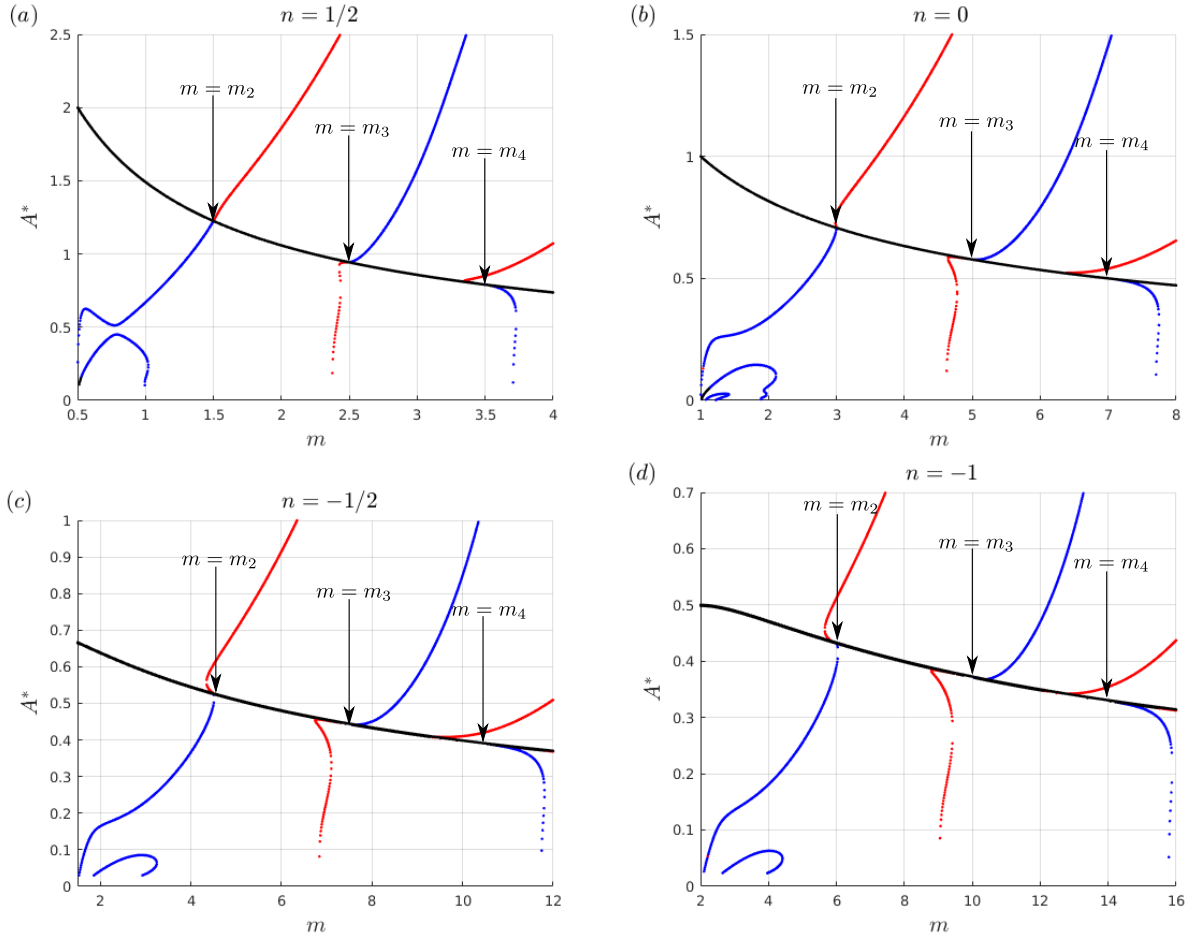 (a) n = 1/2
2.5
2
1.5
1
0.5
0
A*
m = m₂
m = m₃
m = m₄
0.5 1 1.5 2 2.5 3 3.5 4
m
(b) n = 0
1.5
1
0.5
0
A*
m = m₂
m = m₃
m = m₄
1 2 3 4 5 6 7 8
m
(c) n = −1/2
1
0.9
0.8
0.7
0.6
0.5
0.4
0.3
0.2
0.1
0
A*
m = m₂
m = m₃
m = m₄
2 4 6 8 10 12
m
(d) n = −1
0.7
0.6
0.5
0.4
0.3
0.2
0.1
0
A*
m = m₂
m = m₃
m = m₄
2 4 6 8 10 12 14 16
m